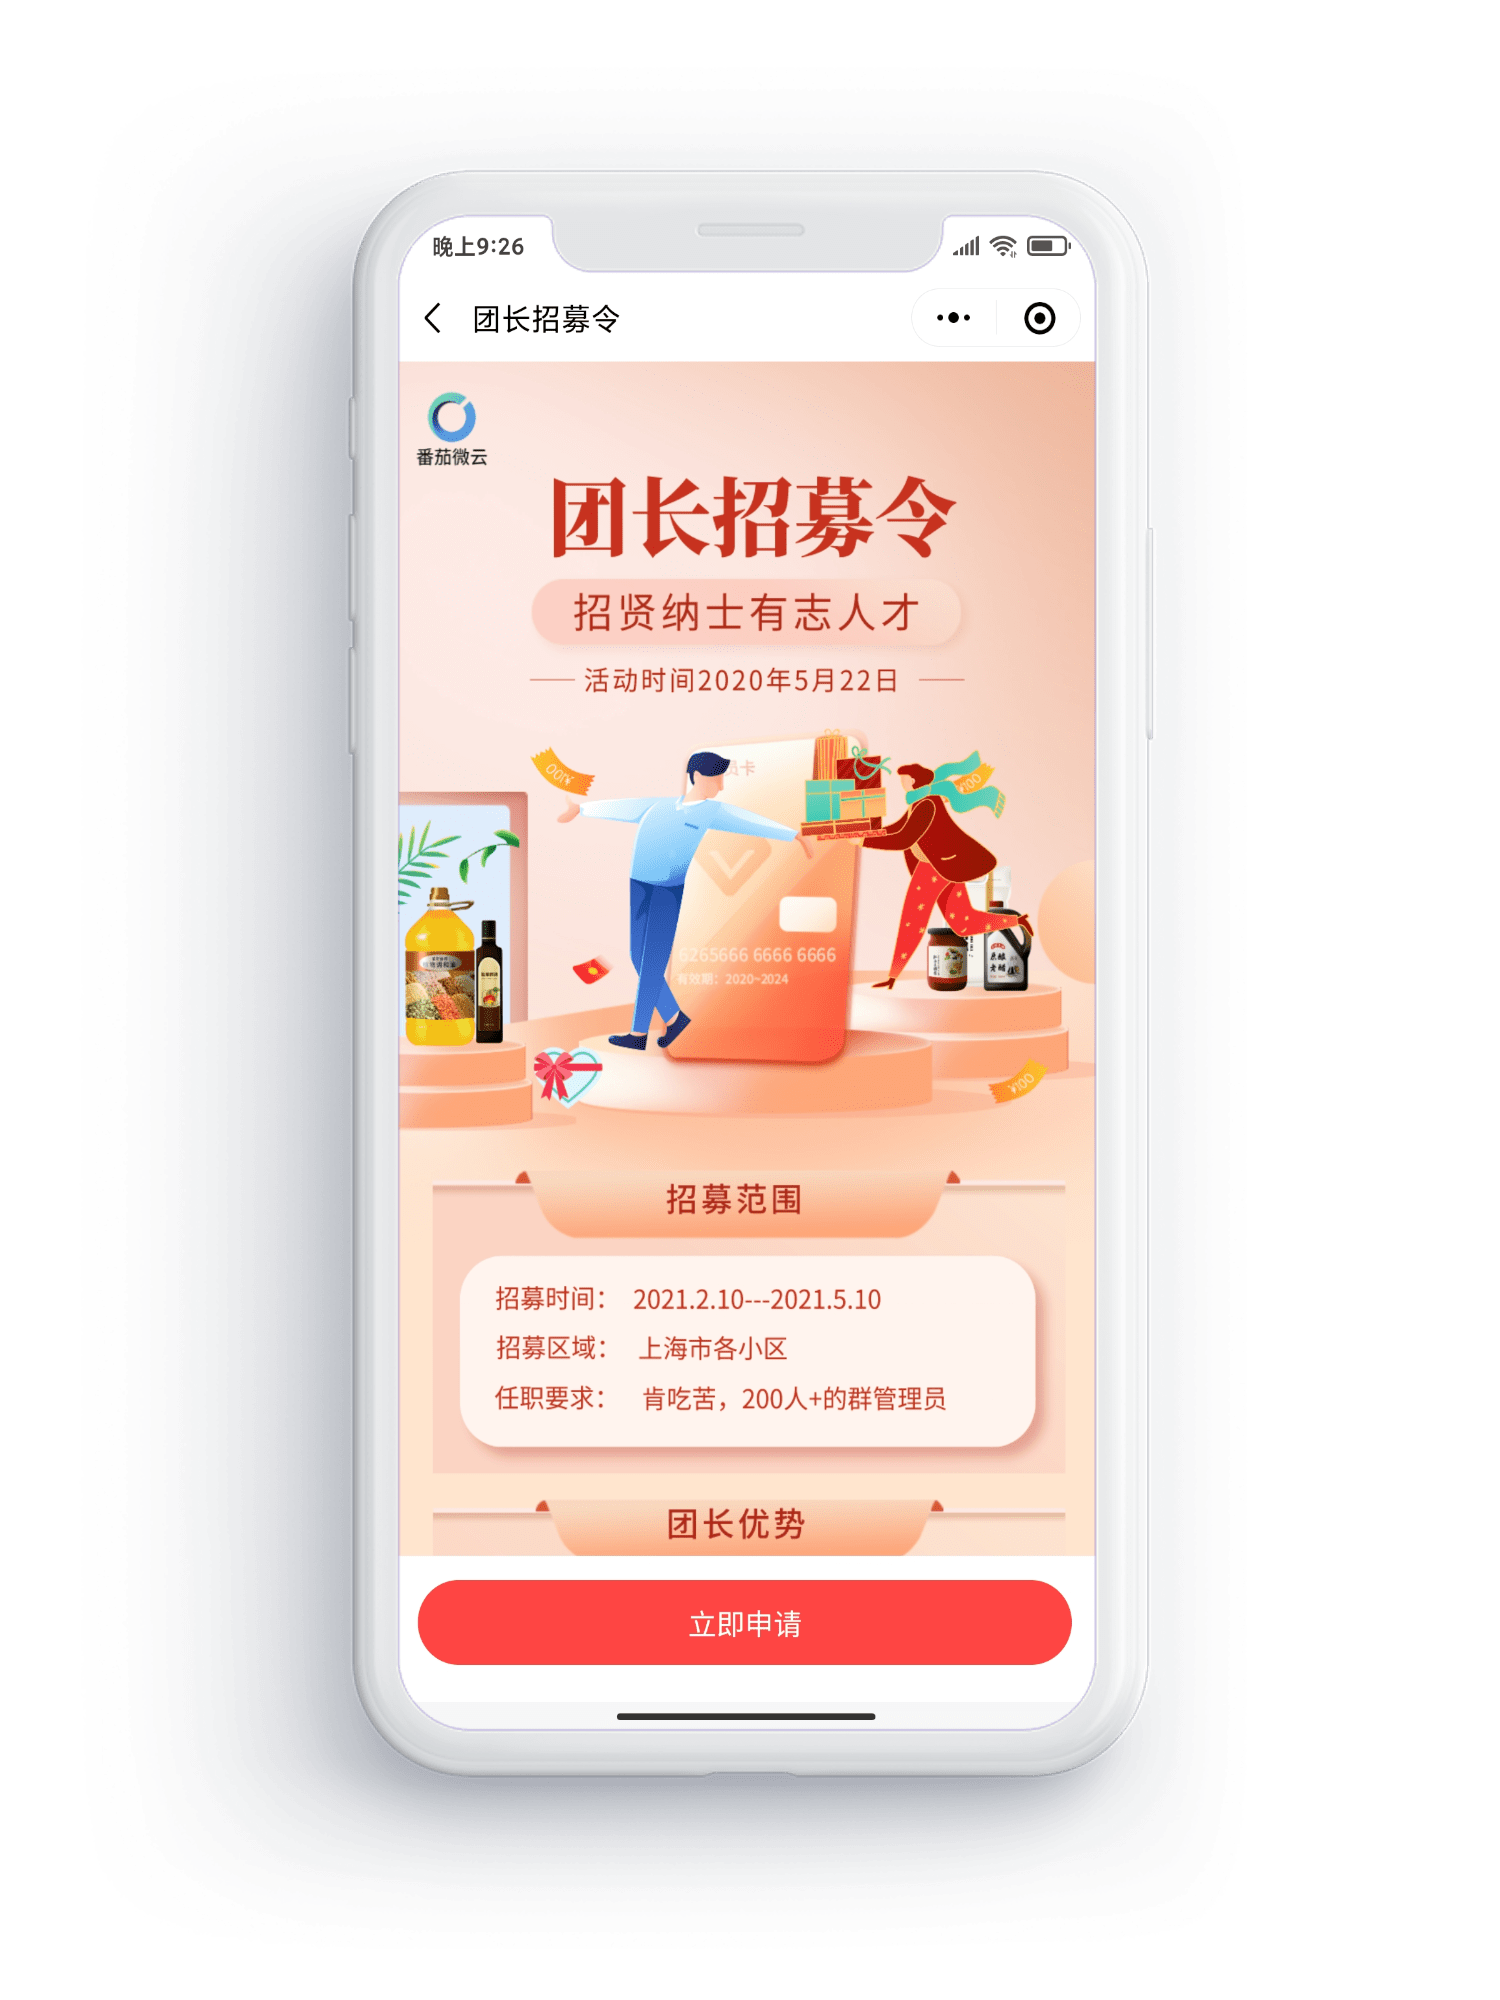 晚上9:26
团长招募令
番茄微云
团长招募令
招贤纳士有志人才
活动时间2020年5月22日
¥100
员卡
¥100
6265666 6666 6666
有效期：2020~2024
¥100
招募范围
招募时间： 2021.2.10---2021.5.10
招募区域： 上海市各小区
任职要求： 肯吃苦，200人+的群管理员
团长优势
立即申请